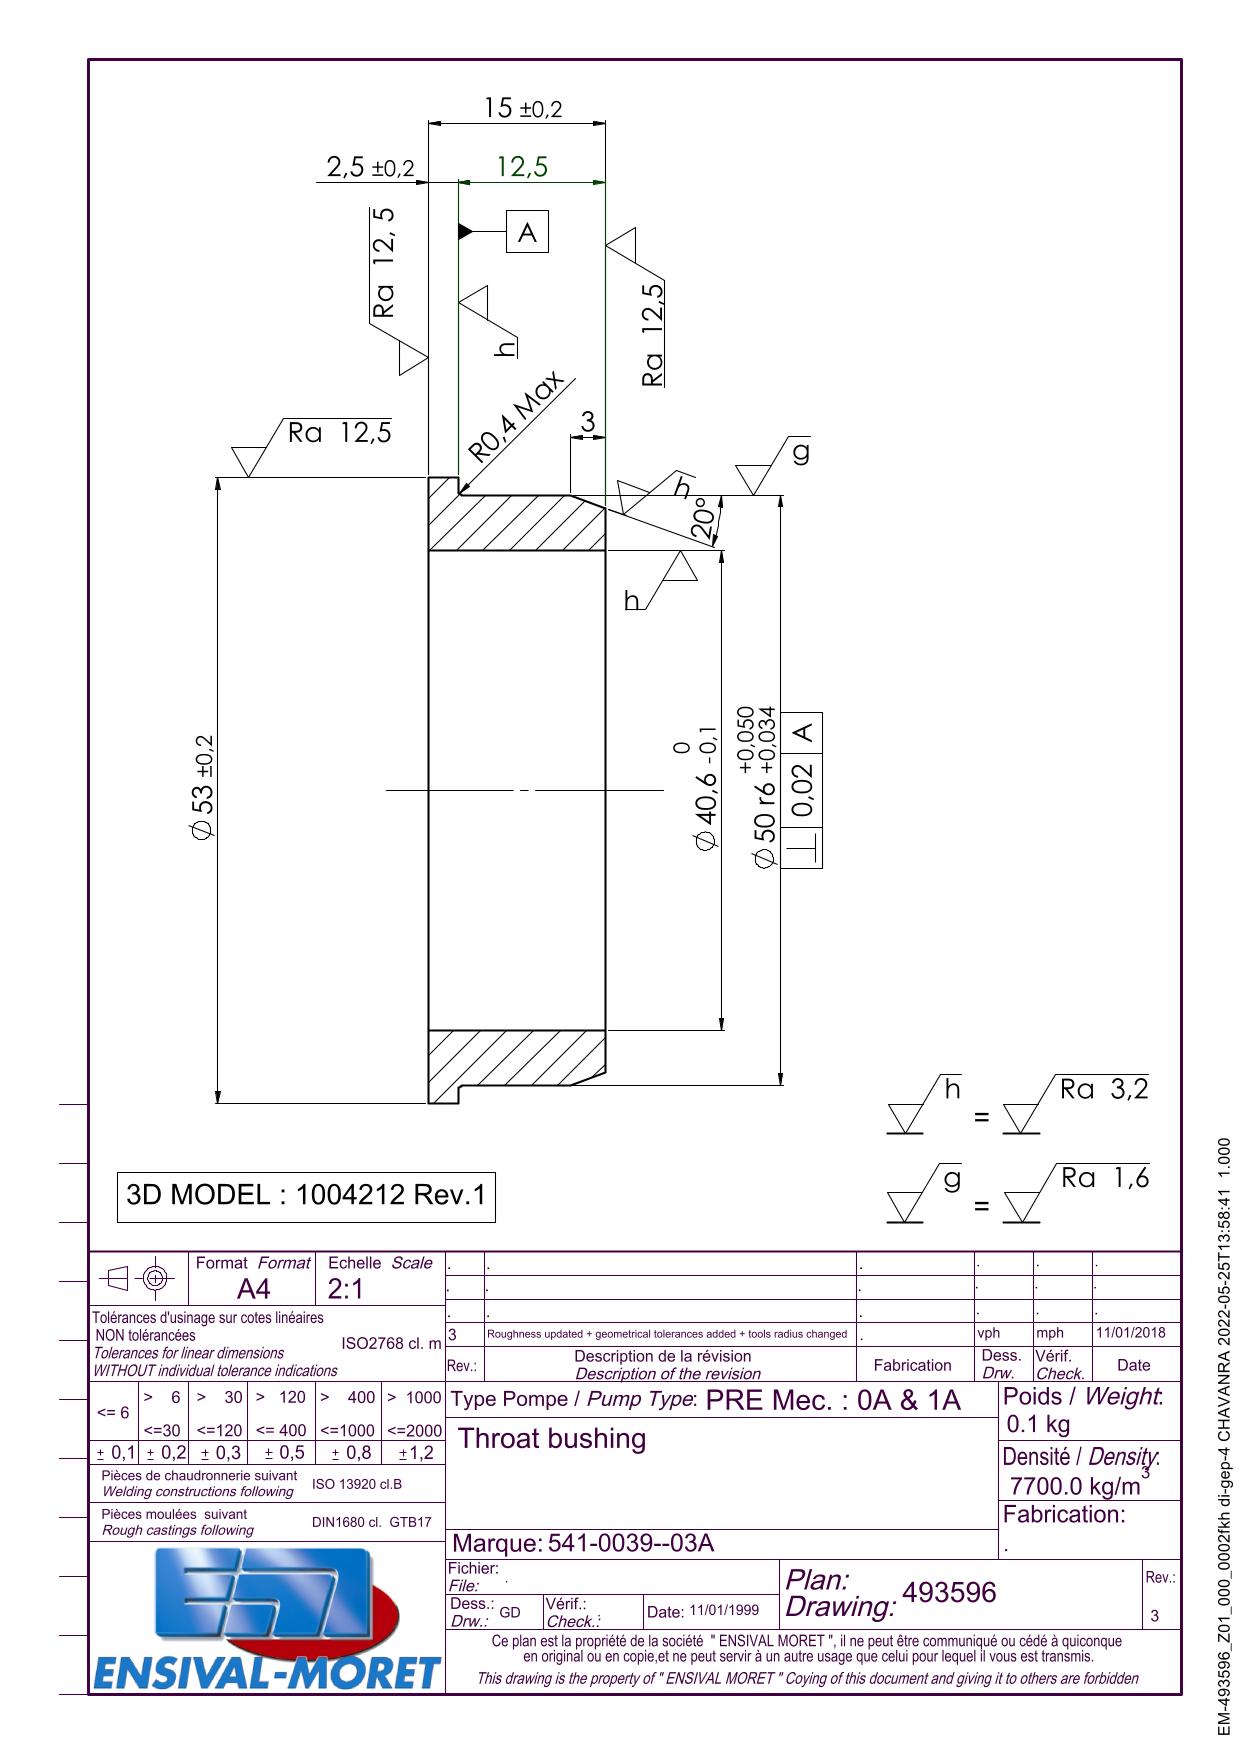 15 ±0,2
2,5 ±0,2
12,5
A
Ra 12,5
h
Ra 12,5
R0,4 Max
3
Ra 12,5
g
h
20°
h
Ø 53 ±0,2
Ø 40,6 0 -0,1
Ø 50 r6 +0,050 +0,034
⊥ 0,02 A
h = Ra 3,2
g = Ra 1,6
3D MODEL : 1004212 Rev.1
Format Format
A4
Echelle Scale
2:1
Tolérances d'usinage sur cotes linéaires
NON tolérancées
Tolerances for linear dimensions
WITHOUT individual tolerance indications
ISO2768 cl. m
<= 6
> 6
<=30
> 30
<=120
> 120
<= 400
> 400
<=1000
> 1000
<=2000
± 0,1
± 0,2
± 0,3
± 0,5
± 0,8
±1,2
Pièces de chaudronnerie suivant
Welding constructions following
ISO 13920 cl.B
Pièces moulées suivant
Rough castings following
DIN1680 cl. GTB17
ENSIVAL-MORET
3
Roughness updated + geometrical tolerances added + tools radius changed
.
vph
mph
11/01/2018
Rev.:
Description de la révision
Description of the revision
Fabrication
Dess.
Drw.
Vérif.
Check.
Date
Type Pompe / Pump Type: PRE Mec. : 0A & 1A
Throat bushing
Marque: 541-0039--03A
Poids / Weight:
0.1 kg
Densité / Density:
7700.0 kg/m3
Fabrication:
.
Fichier:
File: .
Dess.:
Drw.: GD
Vérif.:
Check.:
Date: 11/01/1999
Plan:
Drawing: 493596
Rev.:
3
Ce plan est la propriété de la société " ENSIVAL MORET ", il ne peut être communiqué ou cédé à quiconque
en original ou en copie,et ne peut servir à un autre usage que celui pour lequel il vous est transmis.
This drawing is the property of " ENSIVAL MORET " Coying of this document and giving it to others are forbidden
EM-493596_Z01_000_0002fkh di-gep-4 CHAVANRA 2022-05-25T13:58:41 1.000